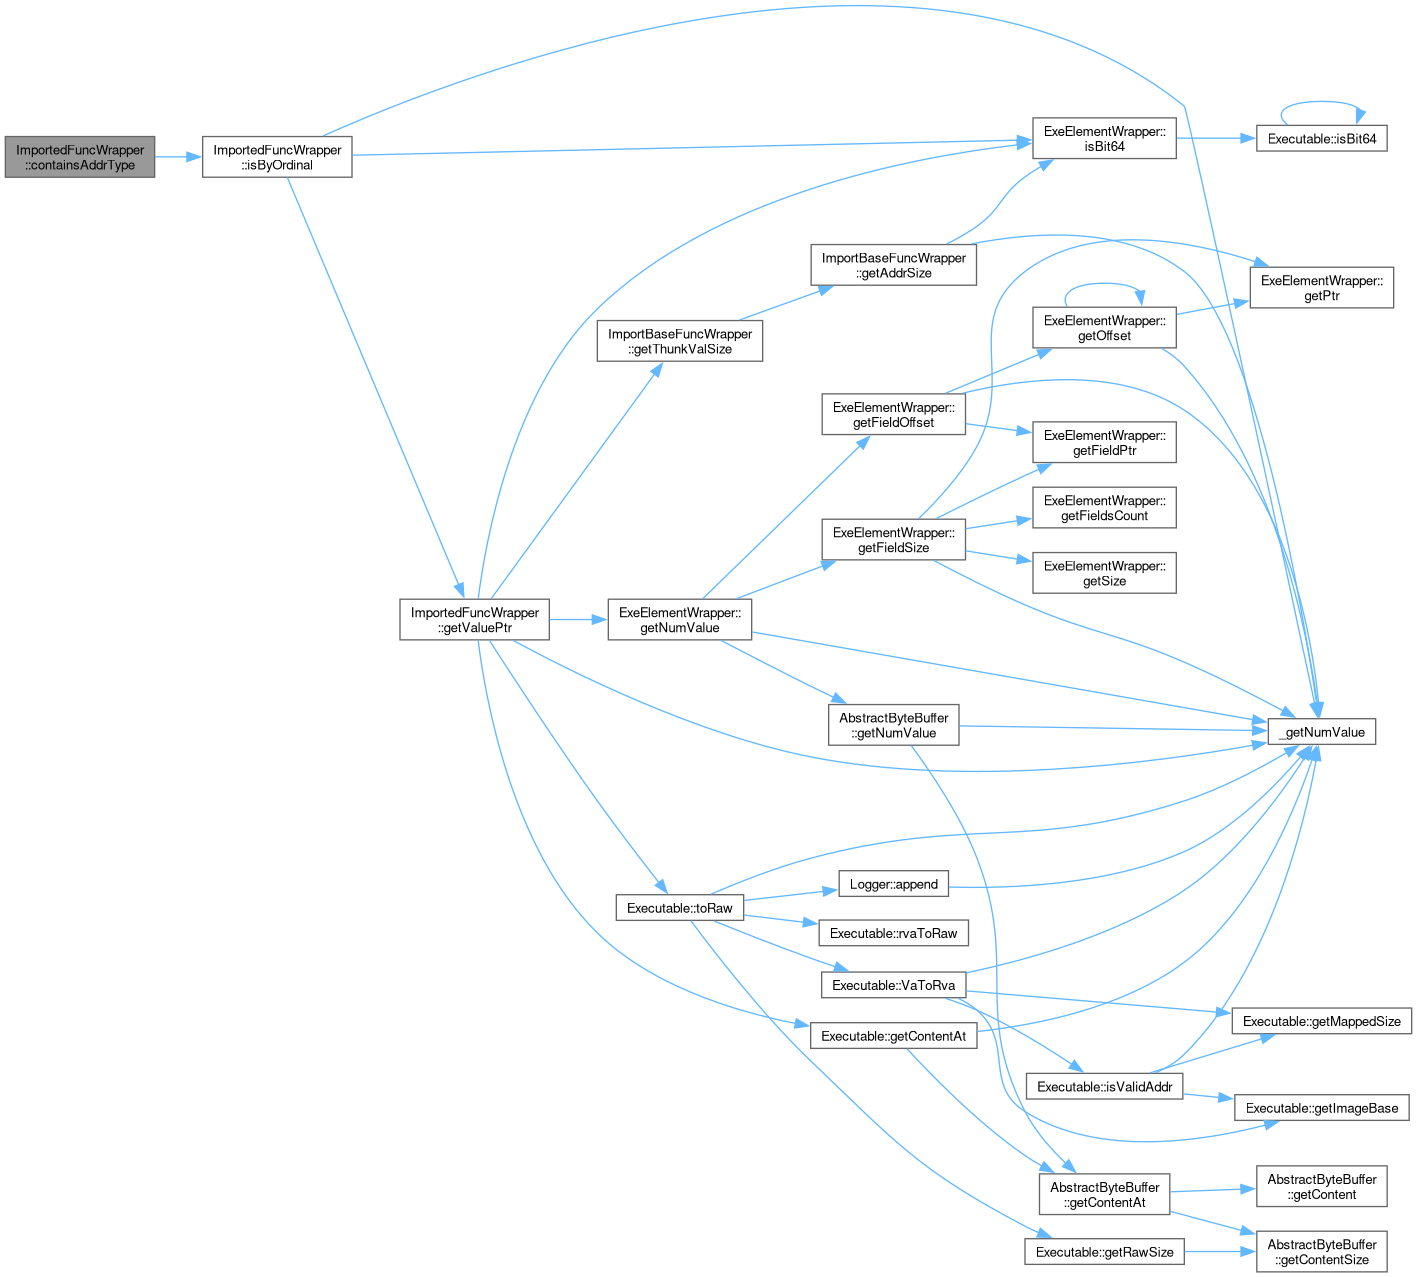 ImportedFuncWrapper
::containsAddrType
ImportedFuncWrapper
::isByOrdinal
ExeElementWrapper::
isBit64
Executable::isBit64
ImportBaseFuncWrapper
::getAddrSize
ExeElementWrapper::
getPtr
ExeElementWrapper::
getOffset
ImportBaseFuncWrapper
::getThunkValSize
ExeElementWrapper::
getFieldOffset
ExeElementWrapper::
getFieldPtr
ExeElementWrapper::
getFieldsCount
ExeElementWrapper::
getFieldSize
ExeElementWrapper::
getSize
ImportedFuncWrapper
::getValuePtr
ExeElementWrapper::
getNumValue
AbstractByteBuffer
::getNumValue
_getNumValue
Logger::append
Executable::toRaw
Executable::rvaToRaw
Executable::VaToRva
Executable::getMappedSize
Executable::getContentAt
Executable::isValidAddr
Executable::getImageBase
AbstractByteBuffer
::getContentAt
AbstractByteBuffer
::getContent
Executable::getRawSize
AbstractByteBuffer
::getContentSize